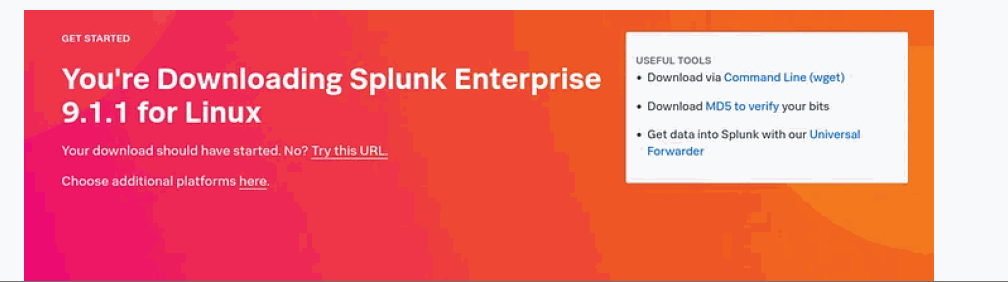 GET STARTED
You're Downloading Splunk Enterprise
9.1.1 for Linux
Your download should have started. No? Try this URL.
Choose additional platforms here.
USEFUL TOOLS
• Download via Command Line (wget)
• Download MD5 to verify your bits
• Get data into Splunk with our Universal
Forwarder